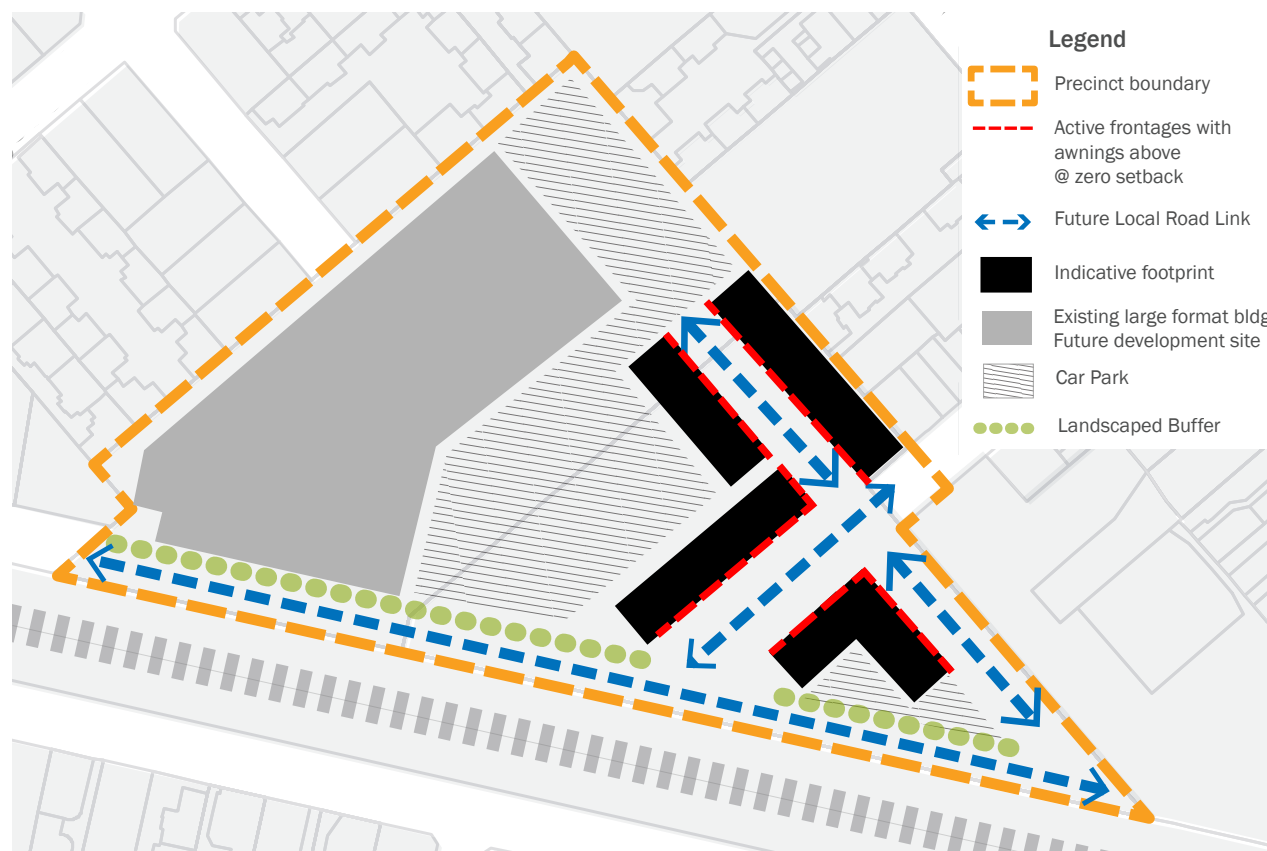 Legend
Precinct boundary
Active frontages with
awnings above
@ zero setback
Future Local Road Link
Indicative footprint
Existing large format bldg
Future development site
Car Park
Landscaped Buffer